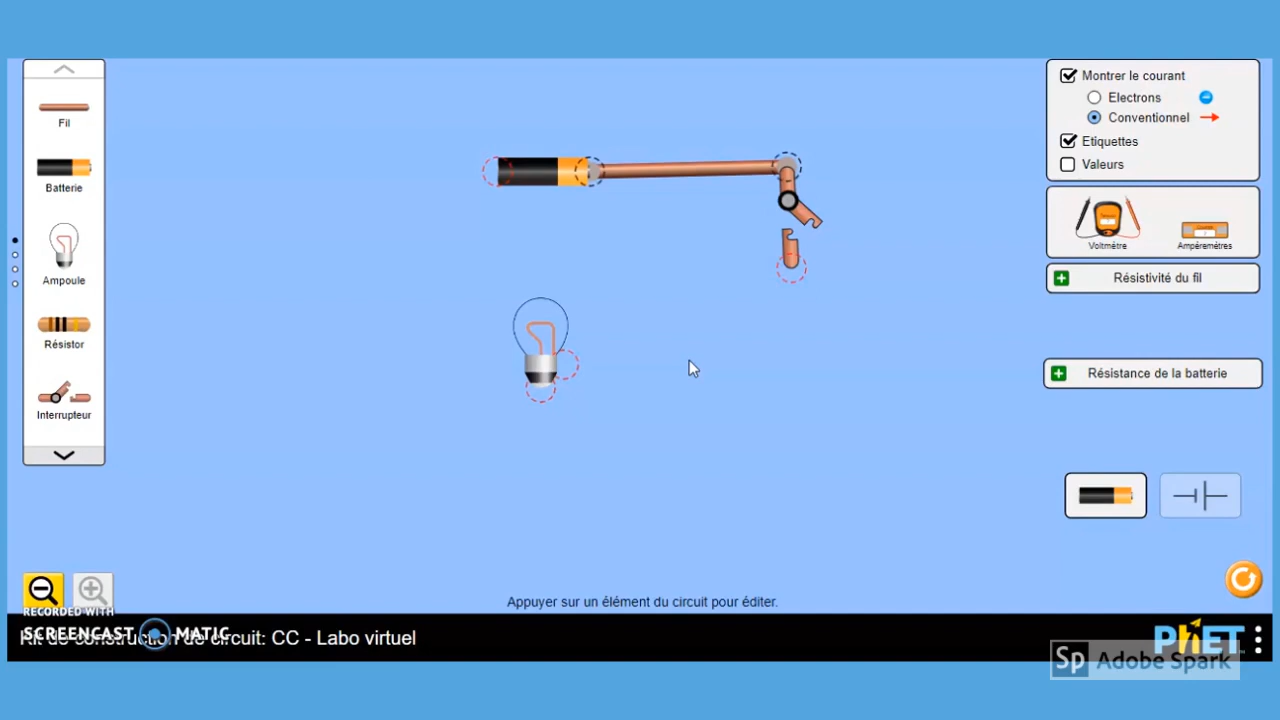 Fil
Batterie
Ampoule
Résistor
Interrupteur
Montrer le courant
Electrons
Conventionnel
Etiquettes
Valeurs
Voltmètre
Ampéremètres
Résistivité du fil
Résistance de la batterie
Appuyer sur un élément du circuit pour éditer.
RECORDED WITH
SCREENCAST MATIC
Kit de construction de circuit: CC - Labo virtuel
PhET
Sp Adobe Spark